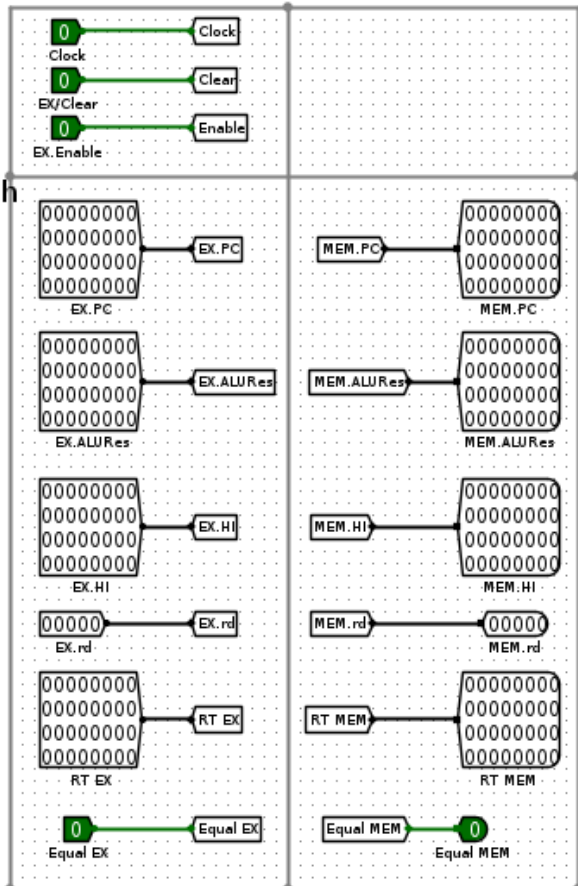 0 Clock
Clock
0 Clear
EX/Clear
0 Enable
EX.Enable
h
00000000 00000000
00000000 EX.PC MEM.PC 00000000
00000000 00000000
00000000 00000000
EX.PC MEM.PC
00000000 00000000
00000000 EX.ALURes MEM.ALURes 00000000
00000000 00000000
00000000 00000000
EX.ALURes MEM.ALURes
00000000 00000000
00000000 EX.HI MEM.HI 00000000
00000000 00000000
00000000 00000000
EX.HI MEM.HI
00000 EX.rd MEM.rd 00000
EX.rd MEM.rd
00000000 00000000
00000000 RT EX RT MEM 00000000
00000000 00000000
00000000 00000000
RT EX RT MEM
0 Equal EX Equal MEM 0
Equal EX Equal MEM